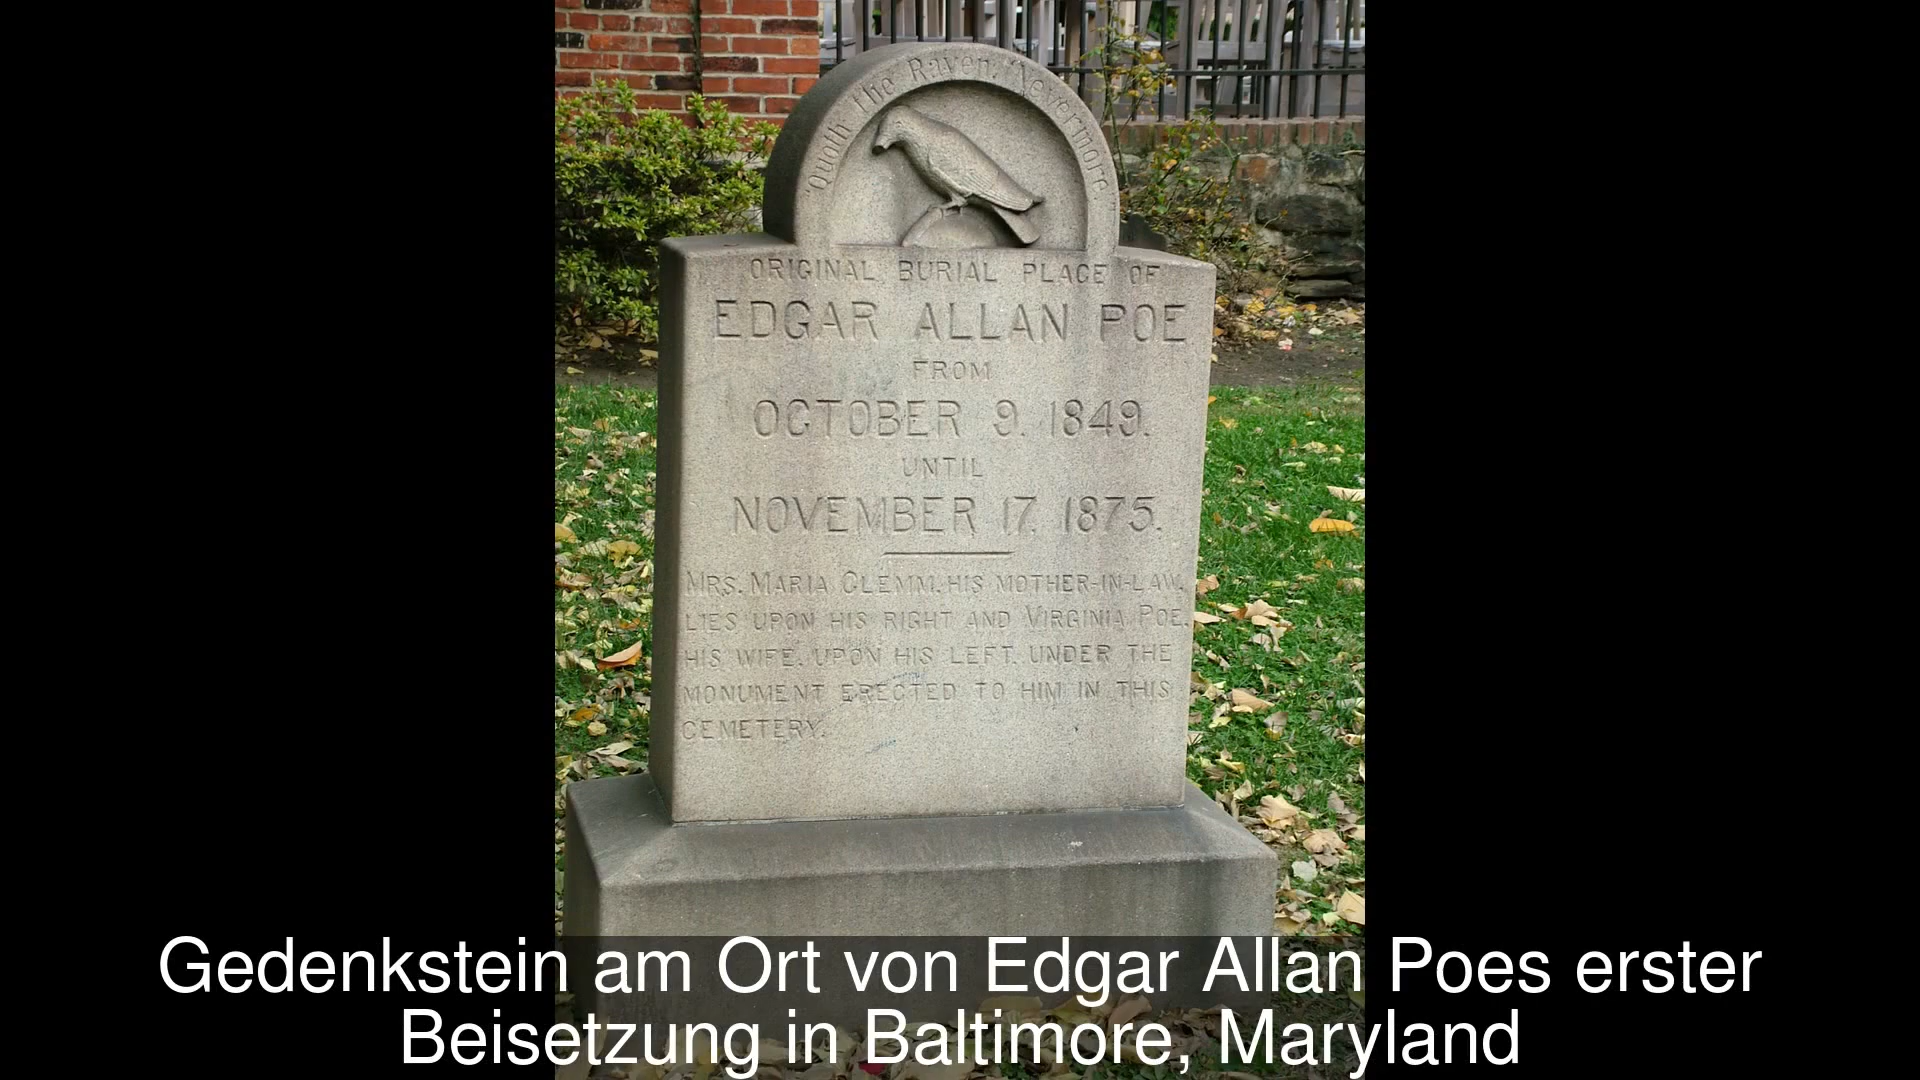 "Quoth the Raven, Nevermore"
ORIGINAL BURIAL PLACE OF
EDGAR ALLAN POE
FROM
OCTOBER 9. 1849.
UNTIL
NOVEMBER 17. 1875.
MRS. MARIA CLEMM, HIS MOTHER-IN-LAW,
LIES UPON HIS RIGHT AND VIRGINIA POE,
HIS WIFE, UPON HIS LEFT, UNDER THE
MONUMENT ERECTED TO HIM IN THIS
CEMETERY.
Gedenkstein am Ort von Edgar Allan Poes erster
Beisetzung in Baltimore, Maryland